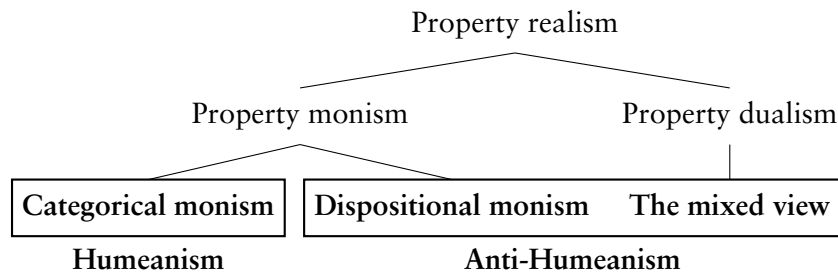 Property realism
Property monism Property dualism
Categorical monism Dispositional monism The mixed view
Humeanism Anti-Humeanism